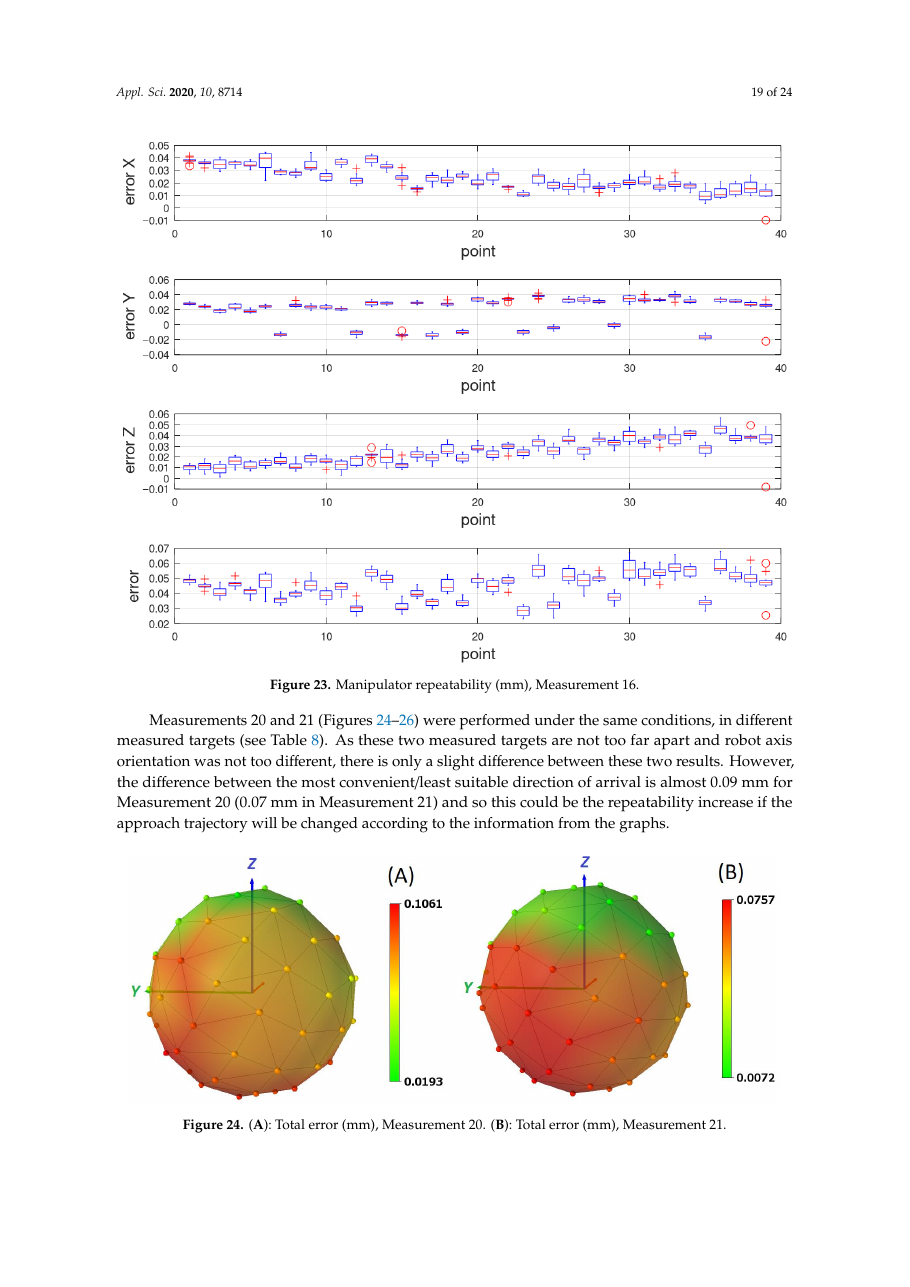 Appl. Sci. 2020, 10, 8714 19 of 24
0.05
0.04
0.03
0.02
0.01
0
−0.01
error X
0 10 20 30 40
point
0.06
0.04
0.02
0
−0.02
−0.04
error Y
0 10 20 30 40
point
0.06
0.05
0.04
0.03
0.02
0.01
0
−0.01
error Z
0 10 20 30 40
point
0.07
0.06
0.05
0.04
0.03
0.02
error
0 10 20 30 40
point
Figure 23. Manipulator repeatability (mm), Measurement 16.
Measurements 20 and 21 (Figures 24–26) were performed under the same conditions, in different
measured targets (see Table 8). As these two measured targets are not too far apart and robot axis
orientation was not too different, there is only a slight difference between these two results. However,
the difference between the most convenient/least suitable direction of arrival is almost 0.09 mm for
Measurement 20 (0.07 mm in Measurement 21) and so this could be the repeatability increase if the
approach trajectory will be changed according to the information from the graphs.
Z
(A)
0.1061
Y
0.0193
Z
(B)
0.0757
Y
0.0072
Figure 24. (A): Total error (mm), Measurement 20. (B): Total error (mm), Measurement 21.